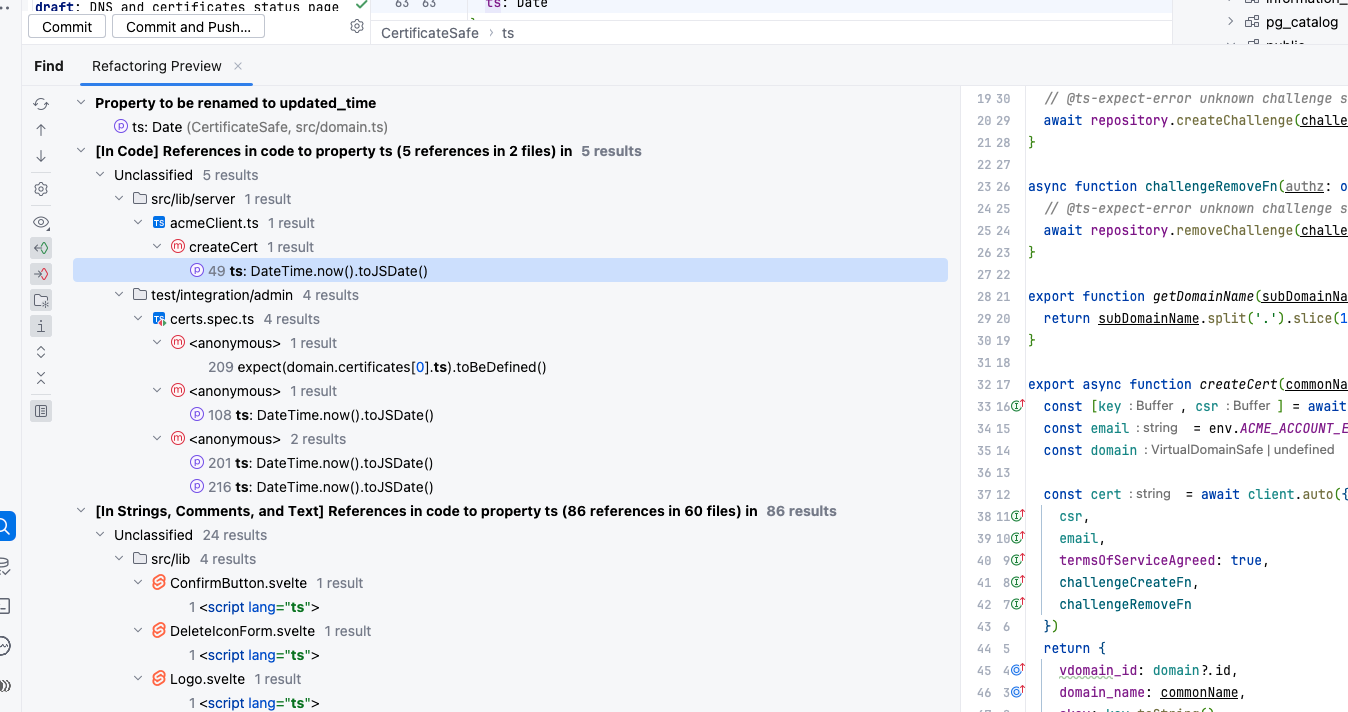 draft: DNS and certificates status page
63 63 ts: Date
Commit Commit and Push...
CertificateSafe › ts
pg_catalog
public
Find Refactoring Preview ×
Property to be renamed to updated_time
ts: Date (CertificateSafe, src/domain.ts)
[In Code] References in code to property ts (5 references in 2 files) in 5 results
Unclassified 5 results
src/lib/server 1 result
TS acmeClient.ts 1 result
m createCert 1 result
P 49 ts: DateTime.now().toJSDate()
test/integration/admin 4 results
TS certs.spec.ts 4 results
m <anonymous> 1 result
209 expect(domain.certificates[0].ts).toBeDefined()
m <anonymous> 1 result
P 108 ts: DateTime.now().toJSDate()
m <anonymous> 2 results
P 201 ts: DateTime.now().toJSDate()
P 216 ts: DateTime.now().toJSDate()
[In Strings, Comments, and Text] References in code to property ts (86 references in 60 files) in 86 results
Unclassified 24 results
src/lib 4 results
ConfirmButton.svelte 1 result
1 <script lang="ts">
DeleteIconForm.svelte 1 result
1 <script lang="ts">
Logo.svelte 1 result
1 <script lang="ts">
19 30 // @ts-expect-error unknown challenge s
20 29 await repository.createChallenge(challe
21 28 }
22 27
23 26 async function challengeRemoveFn(authz: o
24 25 // @ts-expect-error unknown challenge s
25 24 await repository.removeChallenge(challe
26 23 }
27 22
28 21 export function getDomainName(subDomainNa
29 20 return subDomainName.split('.').slice(1
30 19 }
31 18
32 17 export async function createCert(commonNa
33 16 const [key : Buffer , csr : Buffer ] = await
34 15 const email : string = env.ACME_ACCOUNT_E
35 14 const domain : VirtualDomainSafe | undefined
36 13
37 12 const cert : string = await client.auto({
38 11 csr,
39 10 email,
40 9 termsOfServiceAgreed: true,
41 8 challengeCreateFn,
42 7 challengeRemoveFn
43 6 })
44 5 return {
45 4 vdomain_id: domain?.id,
46 3 domain_name: commonName,